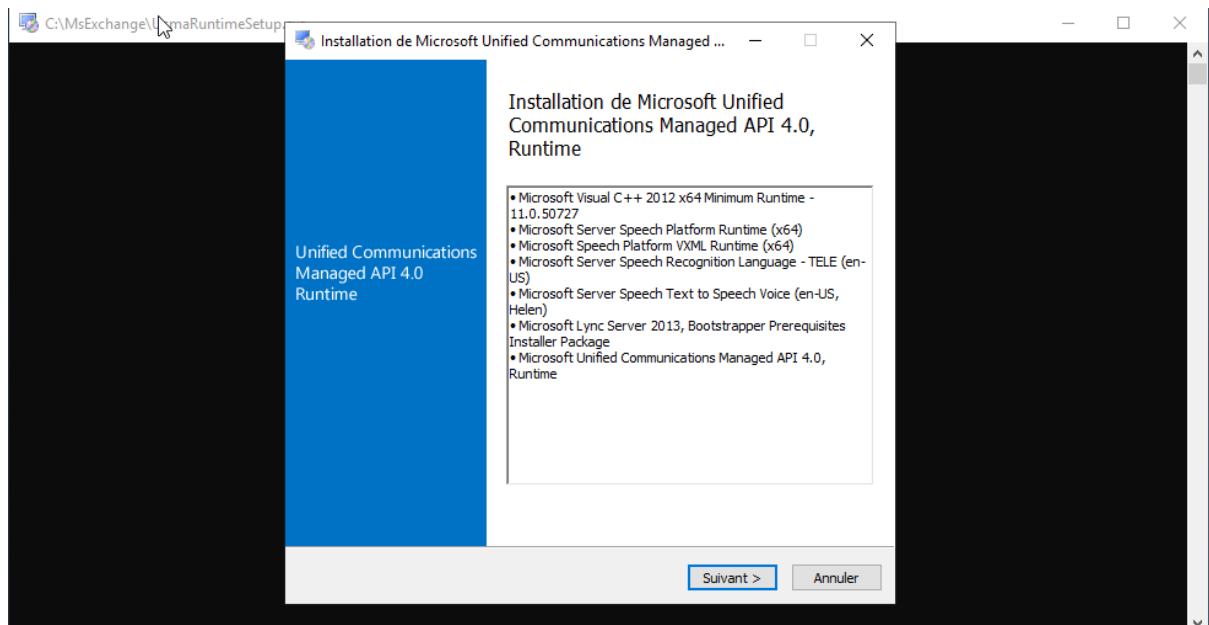 C:\MsExchange\UcmaRuntimeSetup.
Installation de Microsoft Unified Communications Managed ...
Installation de Microsoft Unified
Communications Managed API 4.0,
Runtime
Unified Communications
Managed API 4.0
Runtime
• Microsoft Visual C++ 2012 x64 Minimum Runtime -
11.0.50727
• Microsoft Server Speech Platform Runtime (x64)
• Microsoft Speech Platform VXML Runtime (x64)
• Microsoft Server Speech Recognition Language - TELE (en-
US)
• Microsoft Server Speech Text to Speech Voice (en-US,
Helen)
• Microsoft Lync Server 2013, Bootstrapper Prerequisites
Installer Package
• Microsoft Unified Communications Managed API 4.0,
Runtime
Suivant >
Annuler